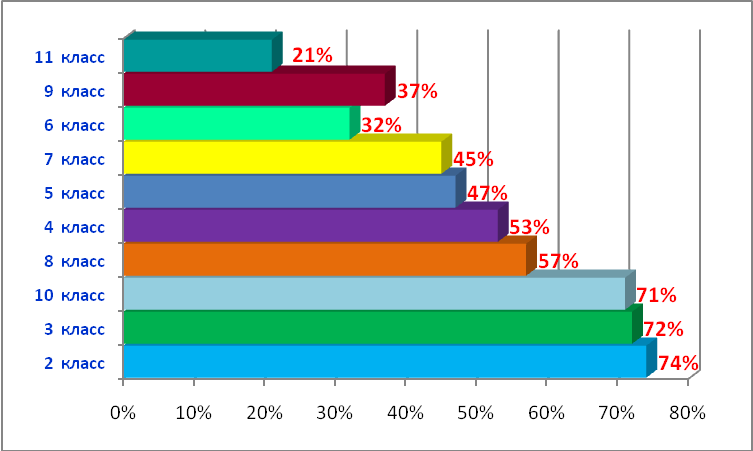 11 класс 21%
9 класс 37%
6 класс 32%
7 класс 45%
5 класс 47%
4 класс 53%
8 класс 57%
10 класс 71%
3 класс 72%
2 класс 74%
0% 10% 20% 30% 40% 50% 60% 70% 80%